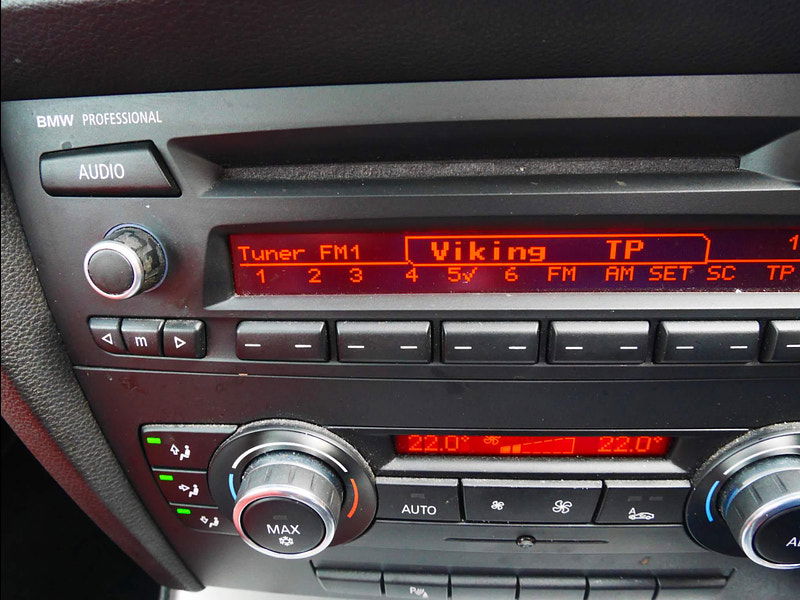 BMW PROFESSIONAL
AUDIO
Tuner FM1 Viking TP 1
1 2 3 4 5✓ 6 FM AM SET SC TP
m
22.0° 22.0°
MAX
AUTO
A